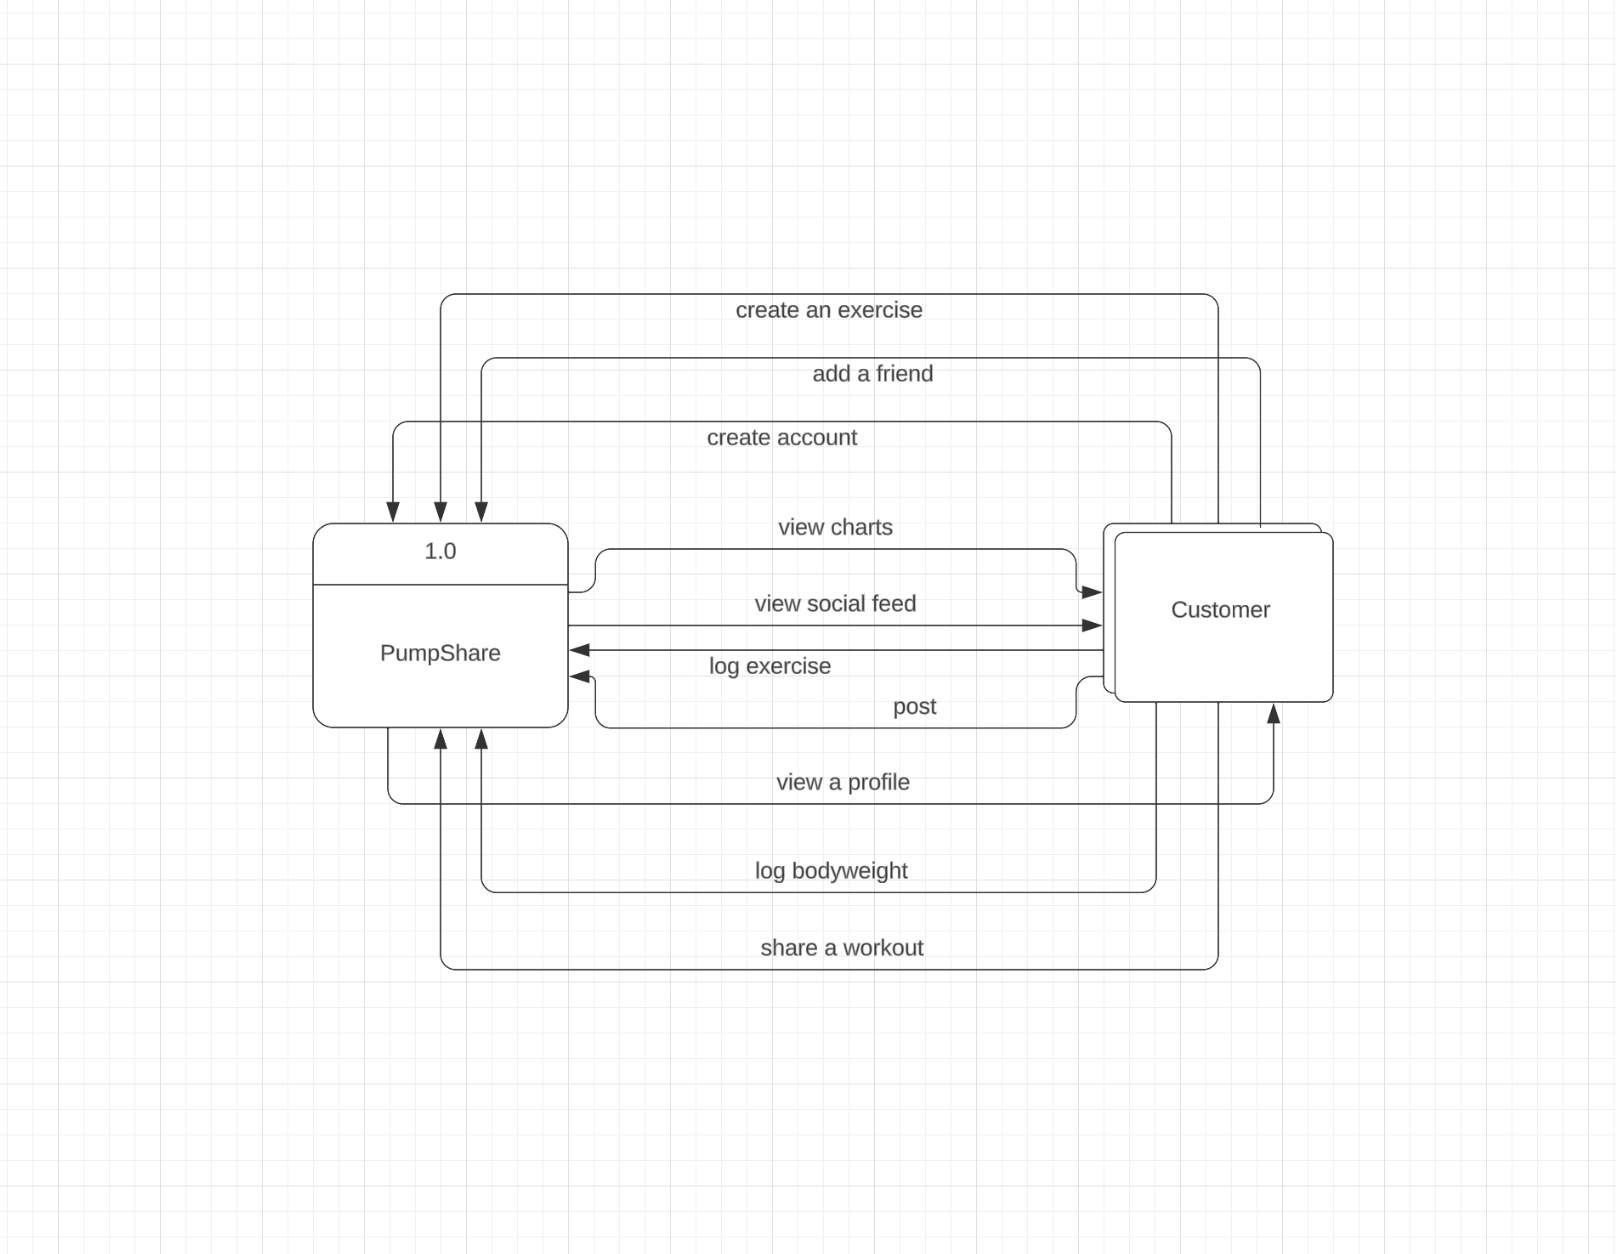 create an exercise
add a friend
create account
view charts
1.0
view social feed
Customer
PumpShare
log exercise
post
view a profile
log bodyweight
share a workout